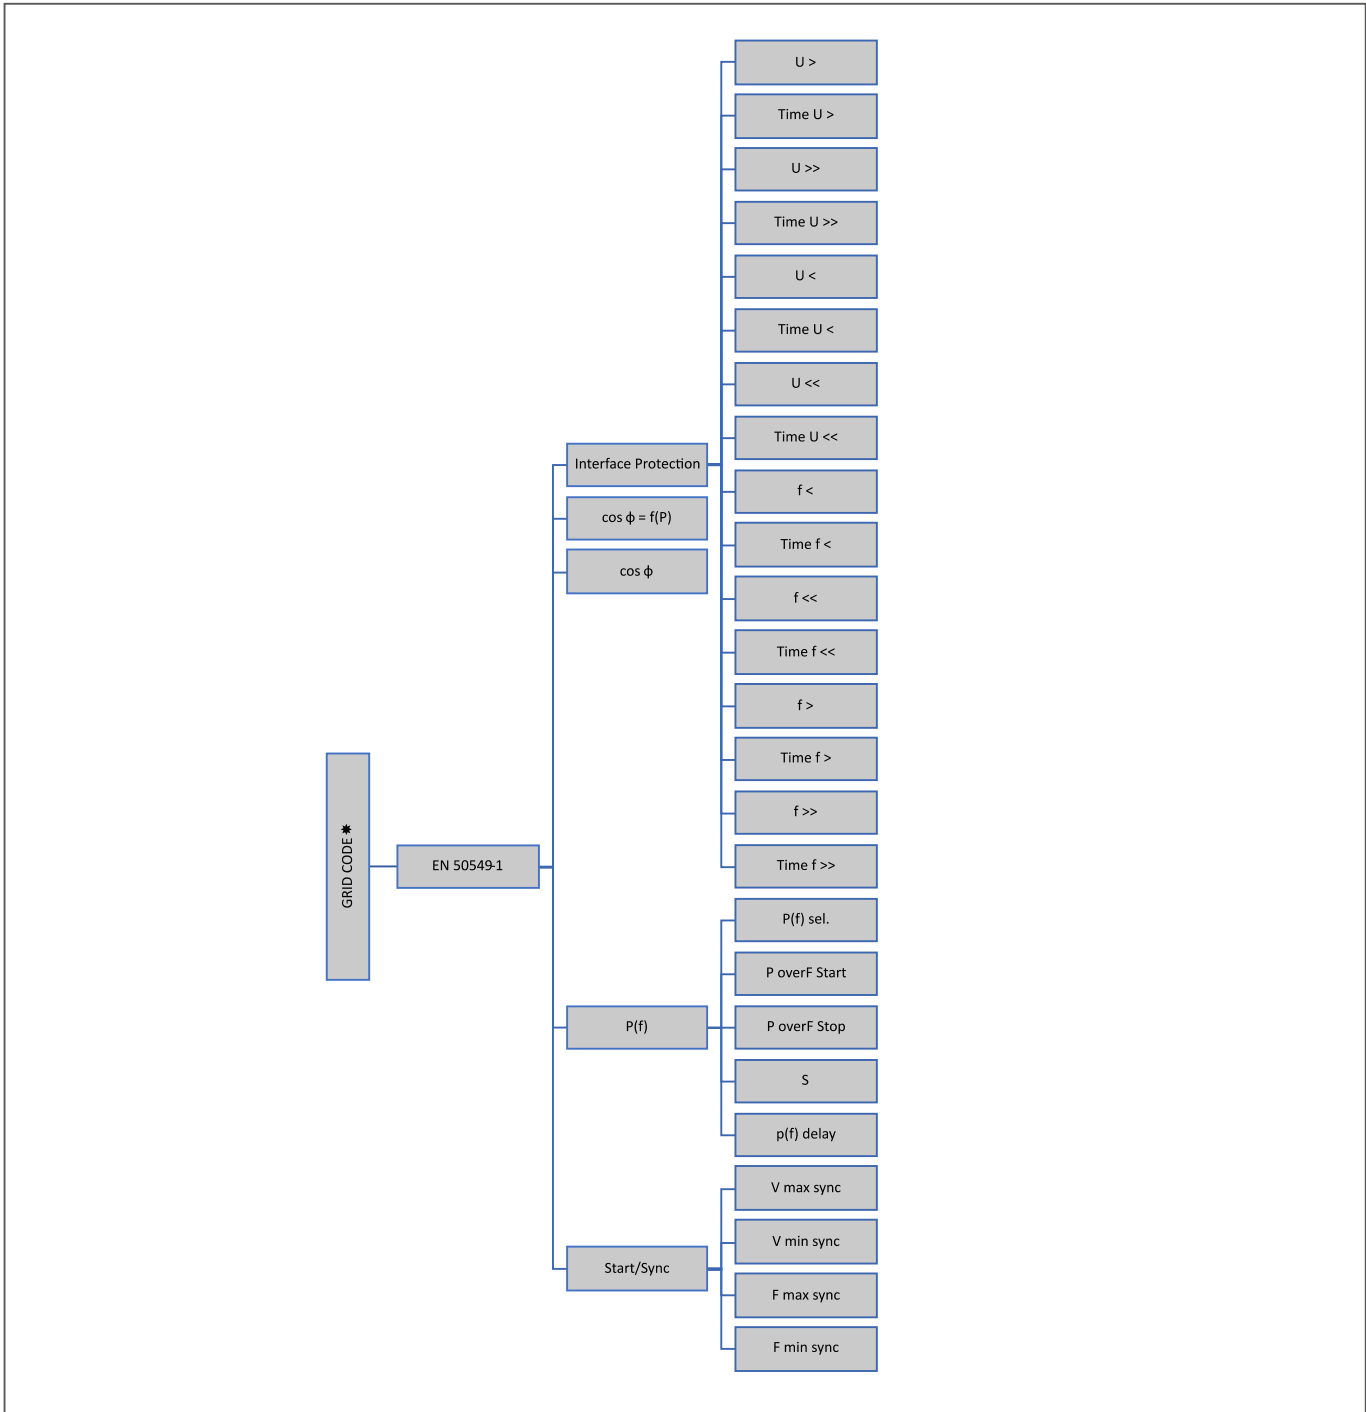 GRID CODE✸
EN 50549-1
Interface Protection
cos ϕ = f(P)
cos ϕ
P(f)
Start/Sync
U >
Time U >
U >>
Time U >>
U <
Time U <
U <<
Time U <<
f <
Time f <
f <<
Time f <<
f >
Time f >
f >>
Time f >>
P(f) sel.
P overF Start
P overF Stop
S
p(f) delay
V max sync
V min sync
F max sync
F min sync